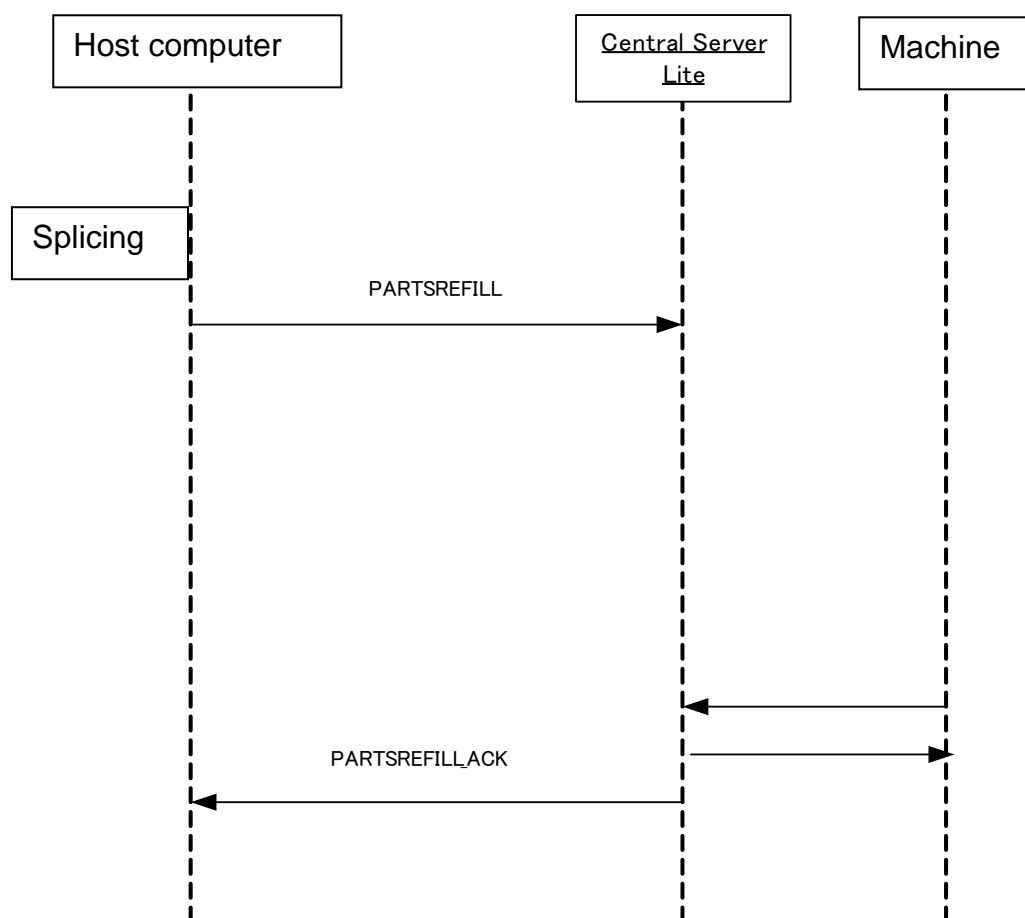 Host computer
Central Server
Lite
Machine
Splicing
PARTSREFILL
PARTSREFILL_ACK